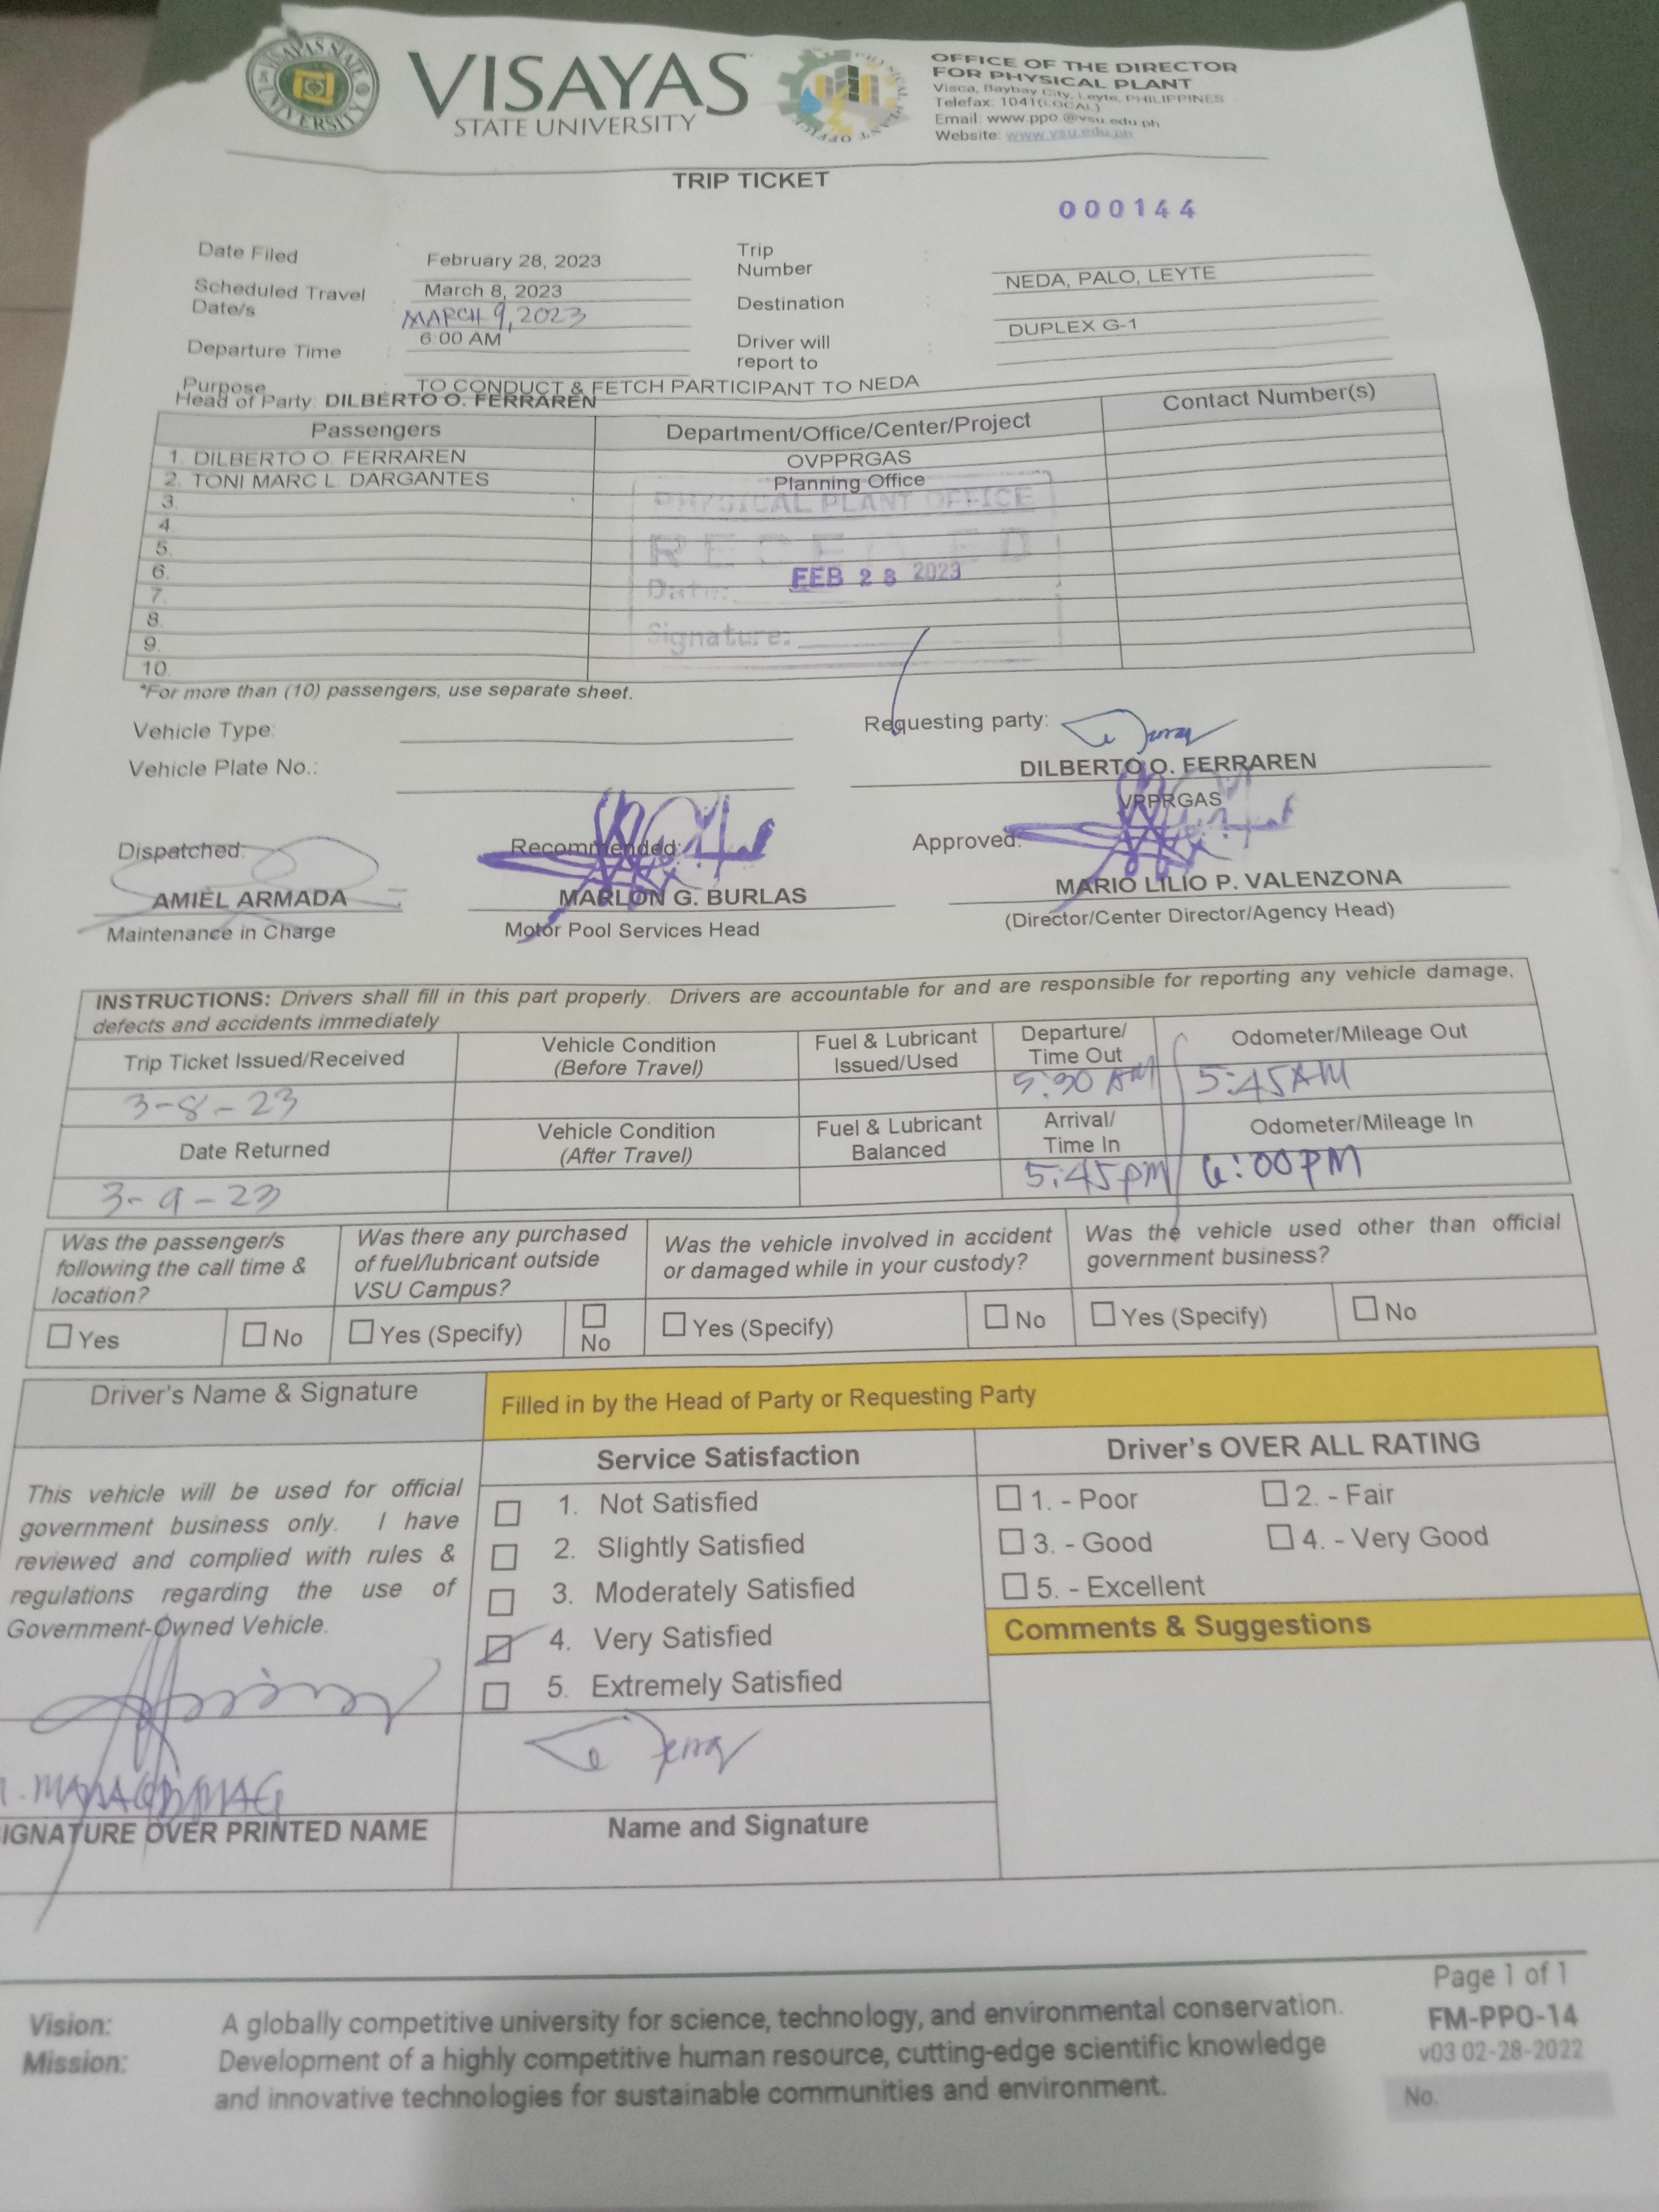 VISAYAS
STATE UNIVERSITY
VISAYAS STATE UNIVERSITY
PHYSICAL PLANT OFFICE
OFFICE OF THE DIRECTOR
FOR PHYSICAL PLANT
Visca, Baybay City, Leyte, PHILIPPINES
Telefax: 1041(LOCAL)
Email: www.ppo.@vsu.edu.ph
Website: www.vsu.edu.ph
TRIP TICKET
000144
Date Filed : February 28, 2023
Trip Number :
Scheduled Travel Date/s March 8, 2023
MARCH 9, 2023
Destination : NEDA, PALO, LEYTE
Departure Time : 6:00 AM
Driver will report to : DUPLEX G-1
Purpose TO CONDUCT & FETCH PARTICIPANT TO NEDA
Head of Party: DILBERTO O. FERRAREN
Passengers Department/Office/Center/Project Contact Number(s)
1. DILBERTO O. FERRAREN OVPPRGAS
2. TONI MARC L. DARGANTES Planning Office
3.
4.
5.
6.
7.
8.
9.
10.
PHYSICAL PLANT OFFICE
RECEIVED
Date: FEB 28 2023
Signature:
*For more than (10) passengers, use separate sheet.
Vehicle Type:
Requesting party:
Vehicle Plate No.:
DILBERTO O. FERRAREN
VPPRGAS
Dispatched: Recommended: Approved:
AMIEL ARMADA MARLON G. BURLAS MARIO LILIO P. VALENZONA
Maintenance in Charge Motor Pool Services Head (Director/Center Director/Agency Head)
INSTRUCTIONS: Drivers shall fill in this part properly. Drivers are accountable for and are responsible for reporting any vehicle damage,
defects and accidents immediately
Trip Ticket Issued/Received Vehicle Condition (Before Travel) Fuel & Lubricant Issued/Used Departure/ Time Out Odometer/Mileage Out
3-8-23 5:30 AM 5:45AM
Date Returned Vehicle Condition (After Travel) Fuel & Lubricant Balanced Arrival/ Time In Odometer/Mileage In
3-9-23 5:45PM 6:00PM
Was the passenger/s following the call time & location?
Was there any purchased of fuel/lubricant outside VSU Campus?
Was the vehicle involved in accident or damaged while in your custody?
Was the vehicle used other than official government business?
☐ Yes ☐ No ☐ Yes (Specify) ☐ No ☐ Yes (Specify) ☐ No ☐ Yes (Specify) ☐ No
Driver's Name & Signature
Filled in by the Head of Party or Requesting Party
This vehicle will be used for official
government business only. I have
reviewed and complied with rules &
regulations regarding the use of
Government-Owned Vehicle.
SIGNATURE OVER PRINTED NAME
Service Satisfaction
☐ 1. Not Satisfied
☐ 2. Slightly Satisfied
☐ 3. Moderately Satisfied
☑ 4. Very Satisfied
☐ 5. Extremely Satisfied
Name and Signature
Driver's OVER ALL RATING
☐ 1. - Poor ☐ 2. - Fair
☐ 3. - Good ☐ 4. - Very Good
☐ 5. - Excellent
Comments & Suggestions
Vision: A globally competitive university for science, technology, and environmental conservation.
Mission: Development of a highly competitive human resource, cutting-edge scientific knowledge
and innovative technologies for sustainable communities and environment.
Page 1 of 1
FM-PPO-14
v03 02-28-2022
No.